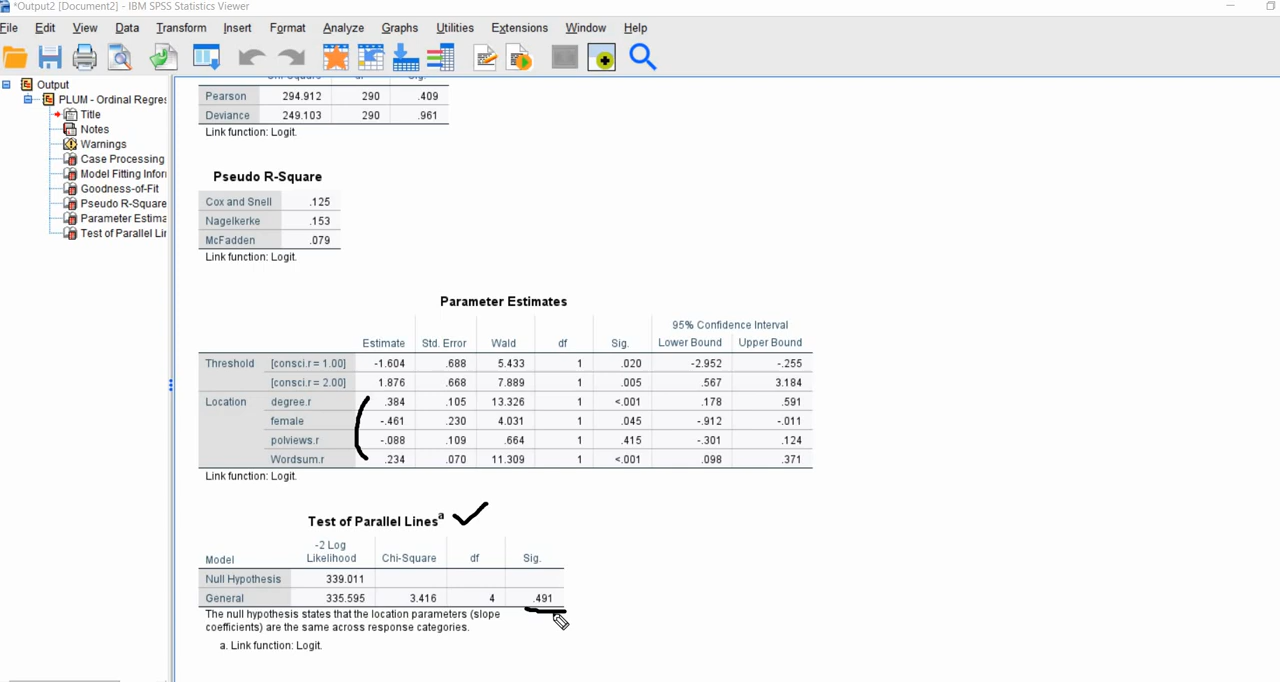 *Output2 [Document2] - IBM SPSS Statistics Viewer
File Edit View Data Transform Insert Format Analyze Graphs Utilities Extensions Window Help
Output
PLUM - Ordinal Regres
Title
Notes
Warnings
Case Processing
Model Fitting Infor
Goodness-of-Fit
Pseudo R-Square
Parameter Estima
Test of Parallel Lin
Chi-Square df Sig.
Pearson 294.912 290 .409
Deviance 249.103 290 .961
Link function: Logit.
Pseudo R-Square
Cox and Snell .125
Nagelkerke .153
McFadden .079
Link function: Logit.
Parameter Estimates
95% Confidence Interval
Estimate Std. Error Wald df Sig. Lower Bound Upper Bound
Threshold [consci.r = 1.00] -1.604 .688 5.433 1 .020 -2.952 -.255
[consci.r = 2.00] 1.876 .668 7.889 1 .005 .567 3.184
Location degree.r .384 .105 13.326 1 <.001 .178 .591
female -.461 .230 4.031 1 .045 -.912 -.011
polviews.r -.088 .109 .664 1 .415 -.301 .124
Wordsum.r .234 .070 11.309 1 <.001 .098 .371
Link function: Logit.
Test of Parallel Lines a
-2 Log
Model Likelihood Chi-Square df Sig.
Null Hypothesis 339.011
General 335.595 3.416 4 .491
The null hypothesis states that the location parameters (slope
coefficients) are the same across response categories.
a. Link function: Logit.